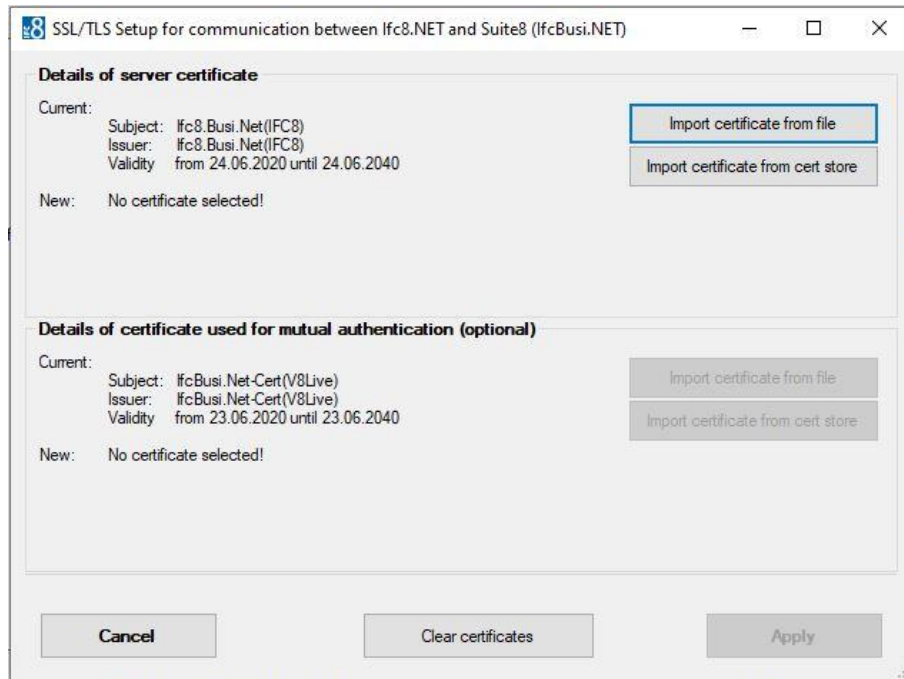 8 SSL/TLS Setup for communication between Ifc8.NET and Suite8 (IfcBusi.NET)
Details of server certificate
Current:
Subject: Ifc8.Busi.Net(IFC8)
Issuer: Ifc8.Busi.Net(IFC8)
Validity from 24.06.2020 until 24.06.2040
New: No certificate selected!
Import certificate from file
Import certificate from cert store
Details of certificate used for mutual authentication (optional)
Current:
Subject: IfcBusi.Net-Cert(V8Live)
Issuer: IfcBusi.Net-Cert(V8Live)
Validity from 23.06.2020 until 23.06.2040
New: No certificate selected!
Import certificate from file
Import certificate from cert store
Cancel
Clear certificates
Apply